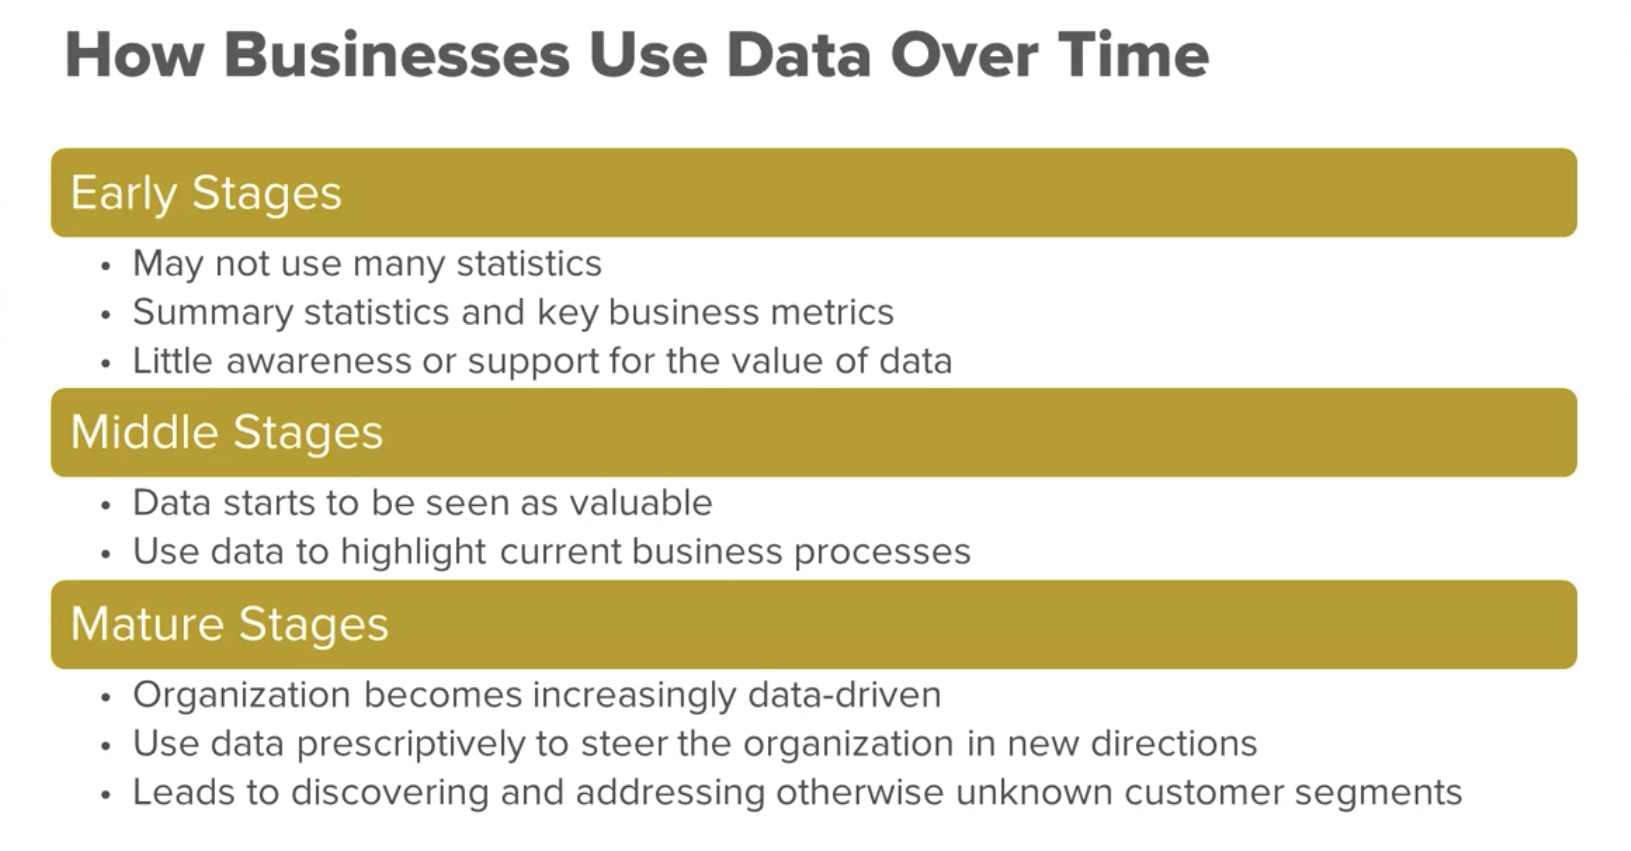 How Businesses Use Data Over Time
Early Stages
• May not use many statistics
• Summary statistics and key business metrics
• Little awareness or support for the value of data
Middle Stages
• Data starts to be seen as valuable
• Use data to highlight current business processes
Mature Stages
• Organization becomes increasingly data-driven
• Use data prescriptively to steer the organization in new directions
• Leads to discovering and addressing otherwise unknown customer segments